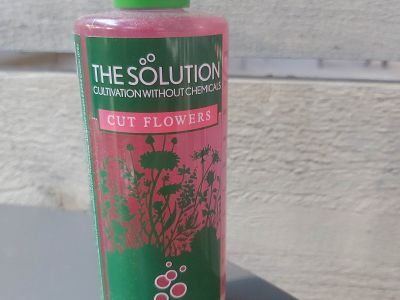 THE SOLUTION
CULTIVATION WITHOUT CHEMICALS
CUT FLOWERS